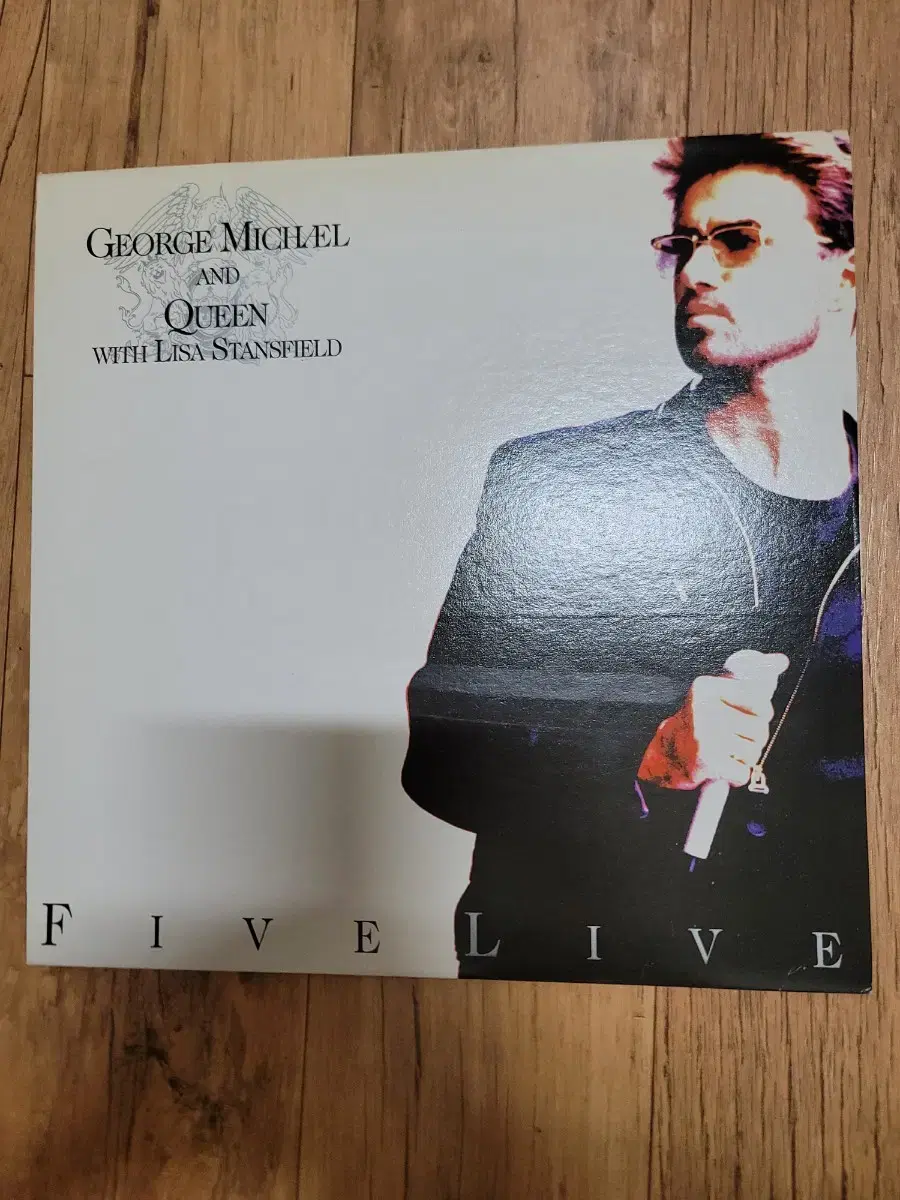 GEORGE MICHÆL
AND
QUEEN
WITH LISA STANSFIELD
FIVE LIVE